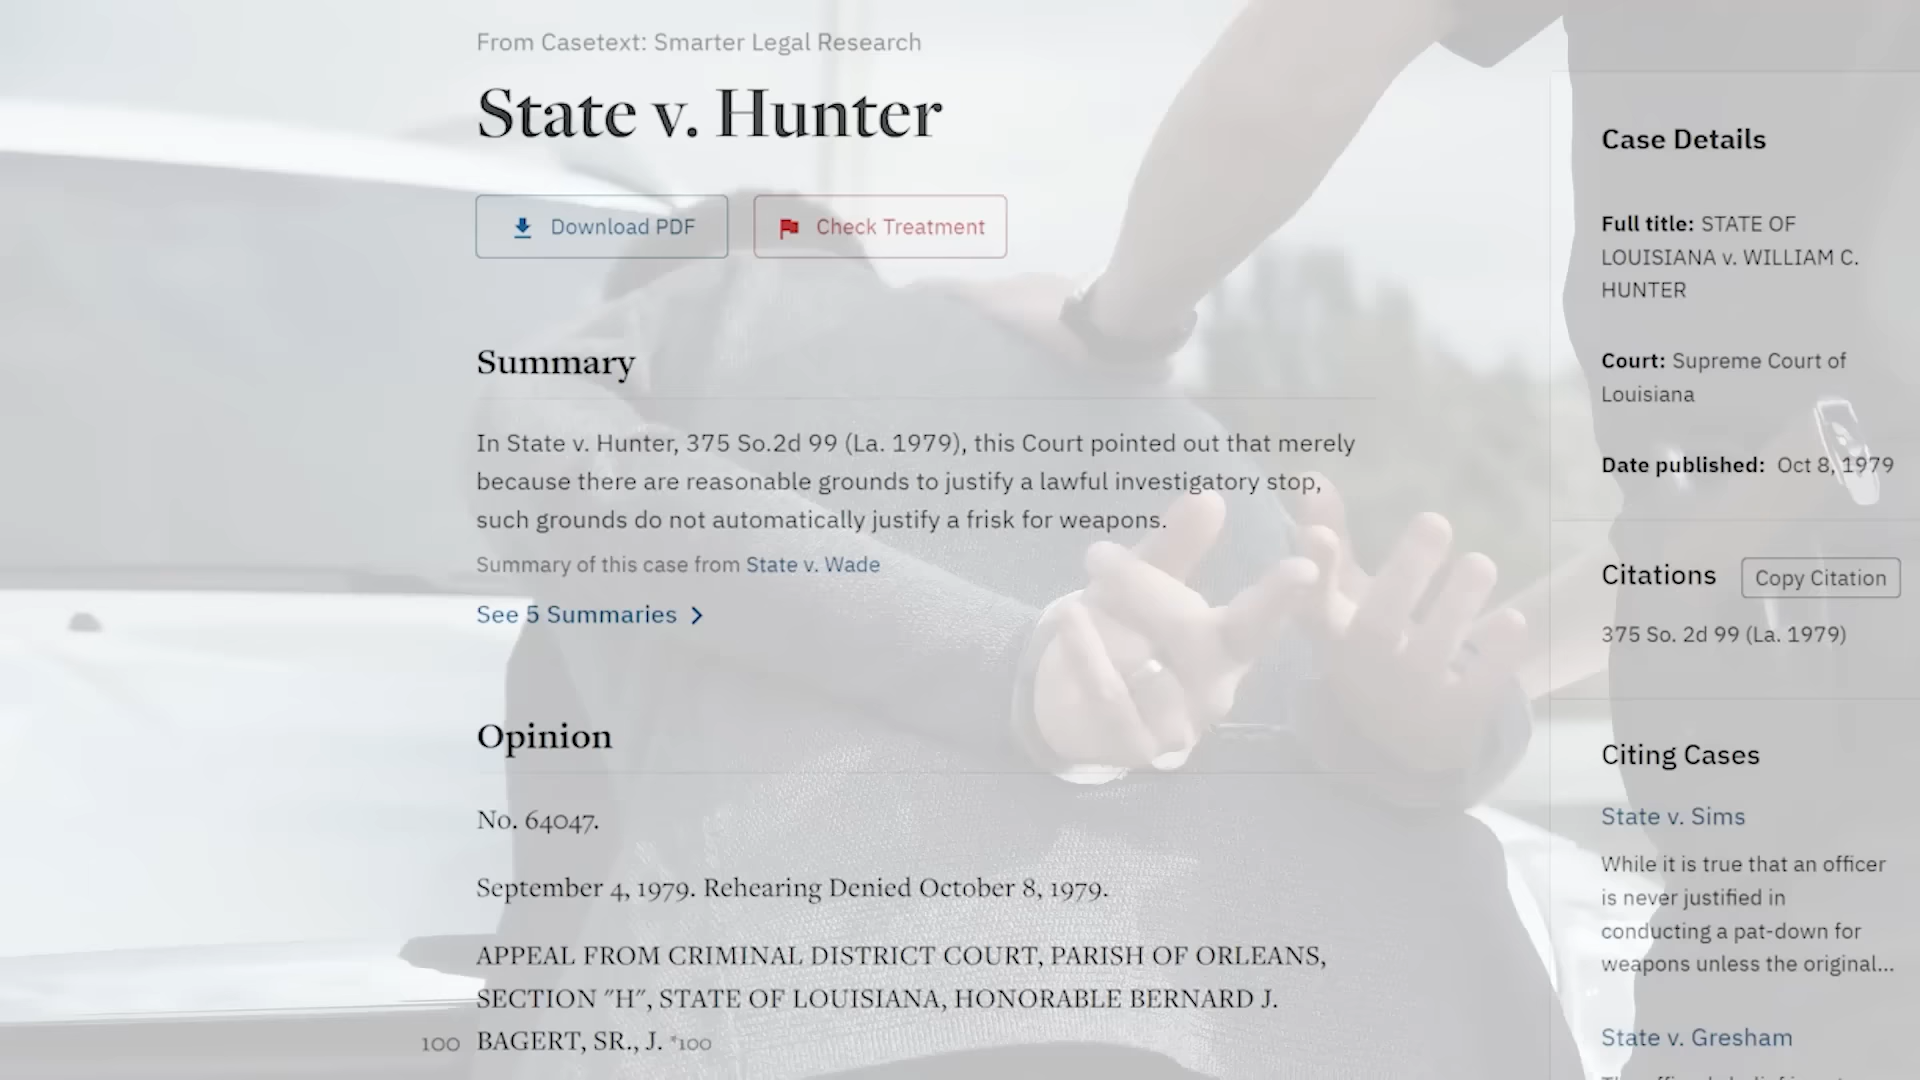 From Casetext: Smarter Legal Research
State v. Hunter
Download PDF
Check Treatment
Summary
In State v. Hunter, 375 So.2d 99 (La. 1979), this Court pointed out that merely
because there are reasonable grounds to justify a lawful investigatory stop,
such grounds do not automatically justify a frisk for weapons.
Summary of this case from State v. Wade
See 5 Summaries
Opinion
No. 64047.
September 4, 1979. Rehearing Denied October 8, 1979.
APPEAL FROM CRIMINAL DISTRICT COURT, PARISH OF ORLEANS,
SECTION "H", STATE OF LOUISIANA, HONORABLE BERNARD J.
100 BAGERT, SR., J. *100
Case Details
Full title: STATE OF
LOUISIANA v. WILLIAM C.
HUNTER
Court: Supreme Court of
Louisiana
Date published: Oct 8, 1979
Citations
Copy Citation
375 So. 2d 99 (La. 1979)
Citing Cases
State v. Sims
While it is true that an officer
is never justified in
conducting a pat-down for
weapons unless the original...
State v. Gresham